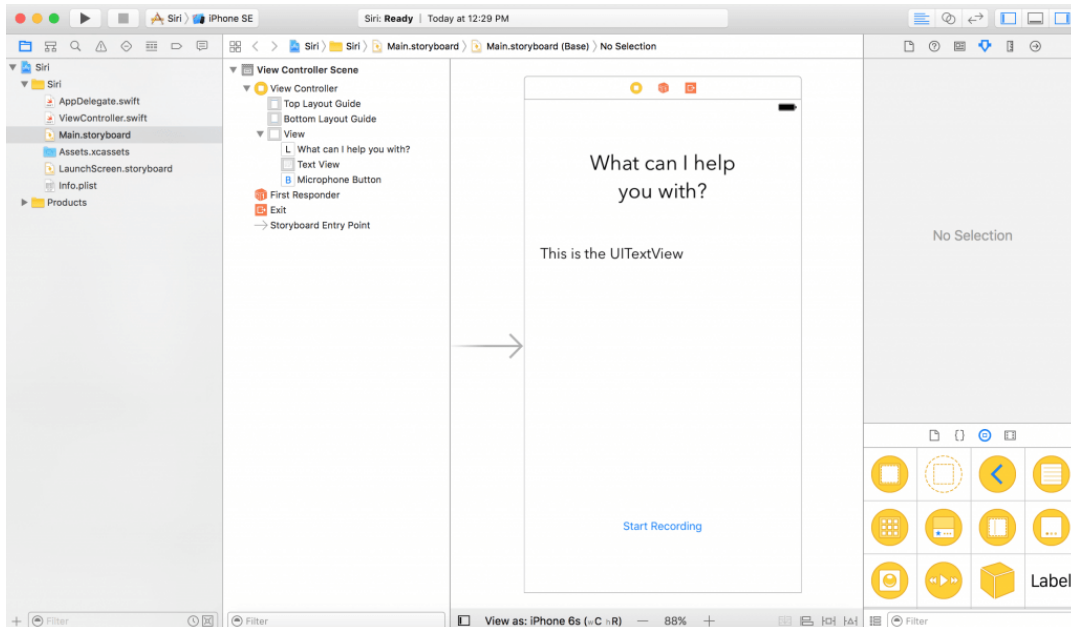 Siri iPhone SE
Siri: Ready | Today at 12:29 PM
Siri
Siri
AppDelegate.swift
ViewController.swift
Main.storyboard
Assets.xcassets
LaunchScreen.storyboard
Info.plist
Products
Filter
Siri Siri Main.storyboard Main.storyboard (Base) No Selection
View Controller Scene
View Controller
Top Layout Guide
Bottom Layout Guide
View
L What can I help you with?
Text View
B Microphone Button
First Responder
Exit
Storyboard Entry Point
Filter
What can I help
you with?
This is the UITextView
Start Recording
View as: iPhone 6s (wC hR) — 88% +
No Selection
Label
Filter